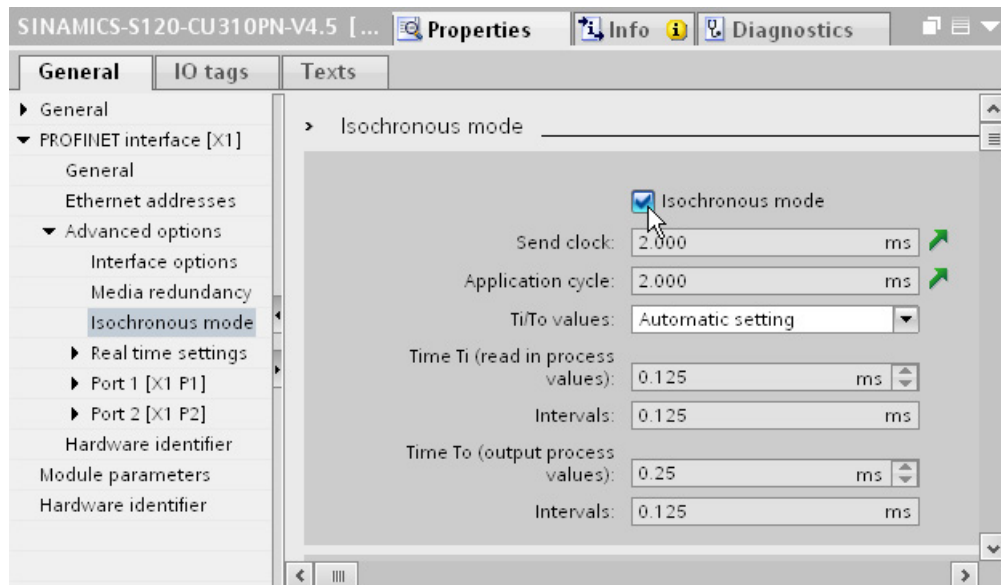 SINAMICS-S120-CU310PN-V4.5 [...
Properties
Info
Diagnostics
General
IO tags
Texts
General
PROFINET interface [X1]
General
Ethernet addresses
Advanced options
Interface options
Media redundancy
Isochronous mode
Real time settings
Port 1 [X1 P1]
Port 2 [X1 P2]
Hardware identifier
Module parameters
Hardware identifier
Isochronous mode
Isochronous mode
Send clock: 2.000 ms
Application cycle: 2.000 ms
Ti/To values: Automatic setting
Time Ti (read in process
values): 0.125 ms
Intervals: 0.125 ms
Time To (output process
values): 0.25 ms
Intervals: 0.125 ms